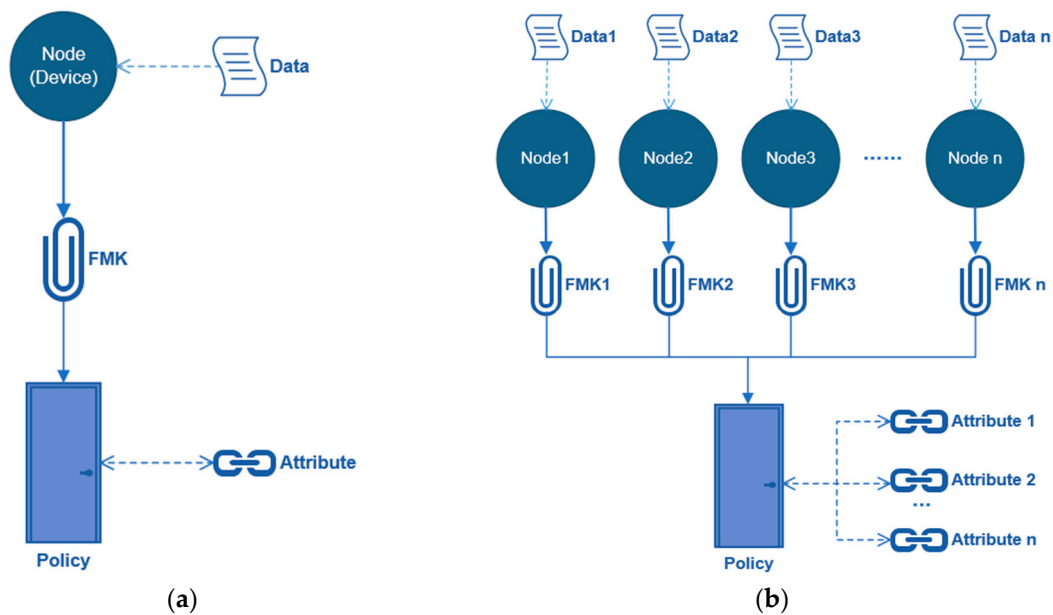 Node
(Device)
Data
FMK
Attribute
Policy
(a)
Data1
Data2
Data3
Data n
Node1
Node2
Node3
......
Node n
FMK1
FMK2
FMK3
FMK n
Attribute 1
Attribute 2
...
Attribute n
Policy
(b)